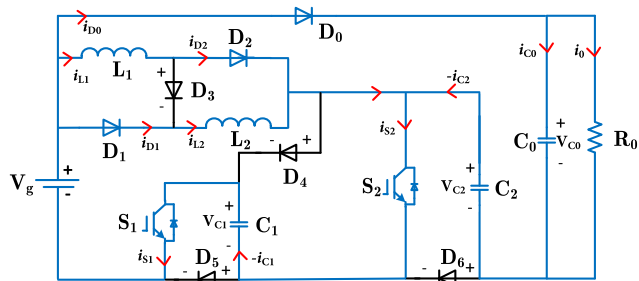 i_D0
D_0
i_D2
D_2
i_C0
i_0
i_L1
L_1
+
D_3
-
-i_C2
i_D1
D_1
i_L2
L_2
i_S2
- +
D_4
+
C_0 V_C0
-
R_0
V_g
+
-
S_2
+
V_C2 C_2
-
S_1
+
V_C1 C_1
-
i_S1
D_5
- +
-i_C1
D_6
- +